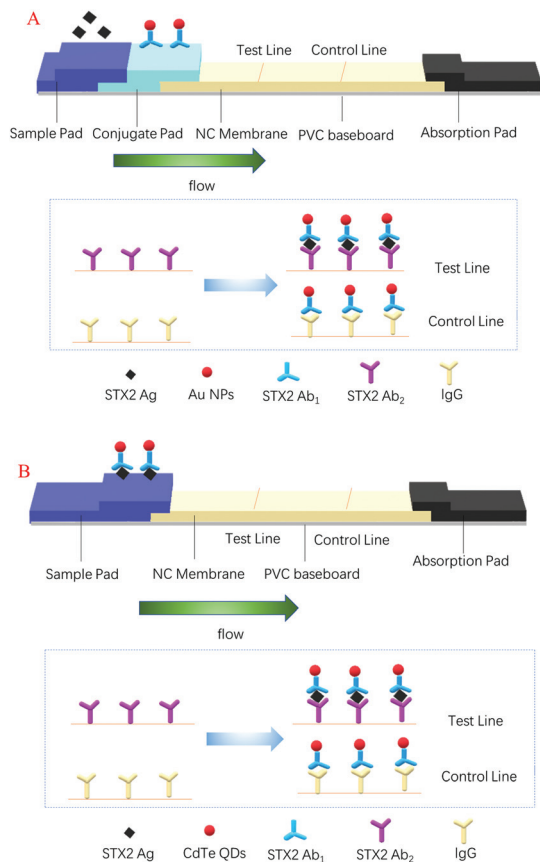 A
Test Line Control Line
Sample Pad Conjugate Pad NC Membrane PVC baseboard Absorption Pad
flow
Test Line
Control Line
STX2 Ag Au NPs STX2 Ab₁ STX2 Ab₂ IgG
B
Test Line Control Line
Sample Pad NC Membrane PVC baseboard Absorption Pad
flow
Test Line
Control Line
STX2 Ag CdTe QDs STX2 Ab₁ STX2 Ab₂ IgG